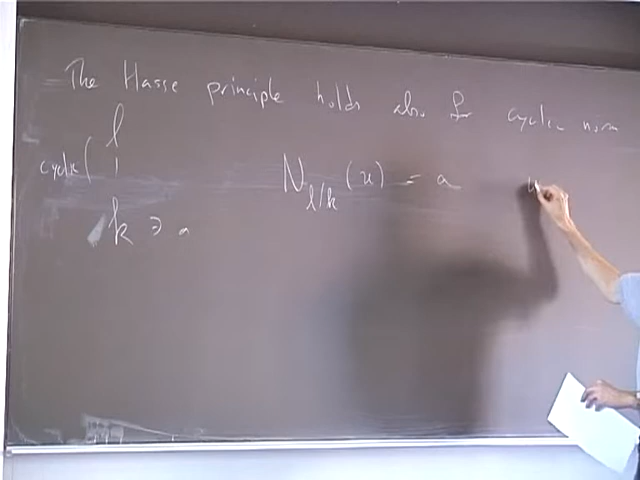 The Hasse principle holds also for cyclic norm
l
cyclic ( |
N_{l/k} (u) = a
k ∋ a